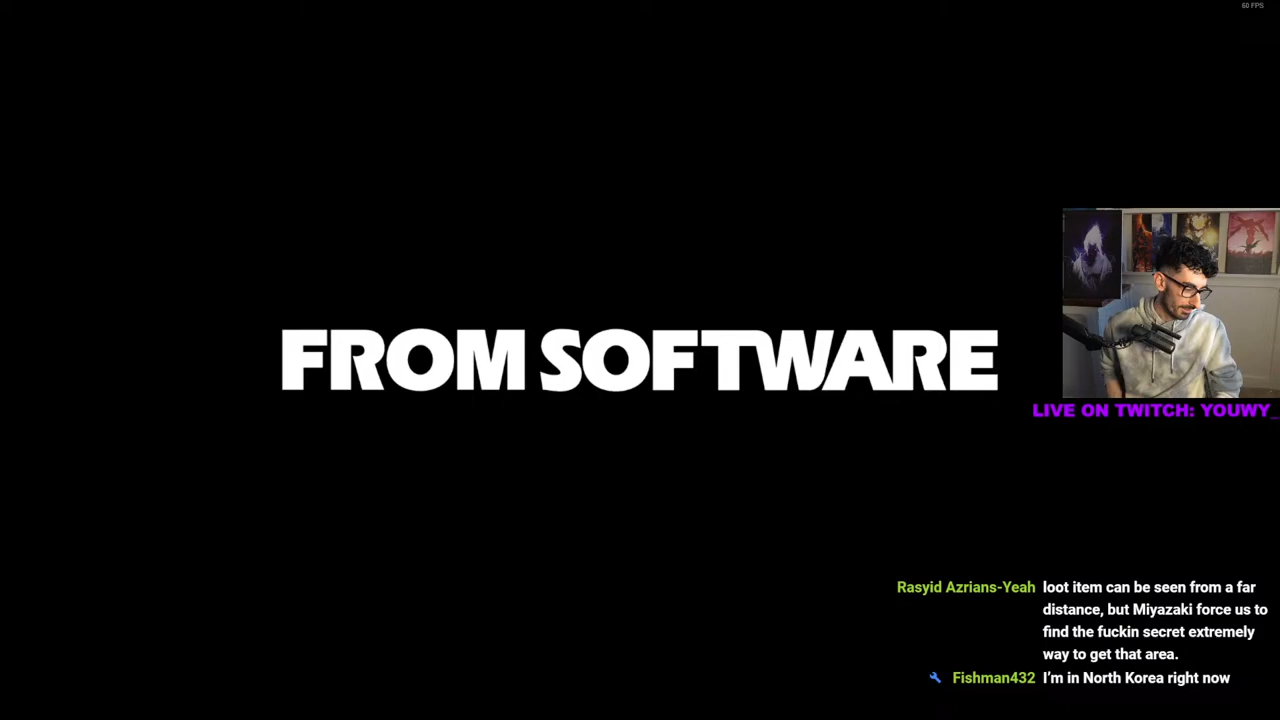 60 FPS
FROM SOFTWARE
LIVE ON TWITCH: YOUWY_
Rasyid Azrians-Yeah loot item can be seen from a far
distance, but Miyazaki force us to
find the fuckin secret extremely
way to get that area.
Fishman432 I’m in North Korea right now